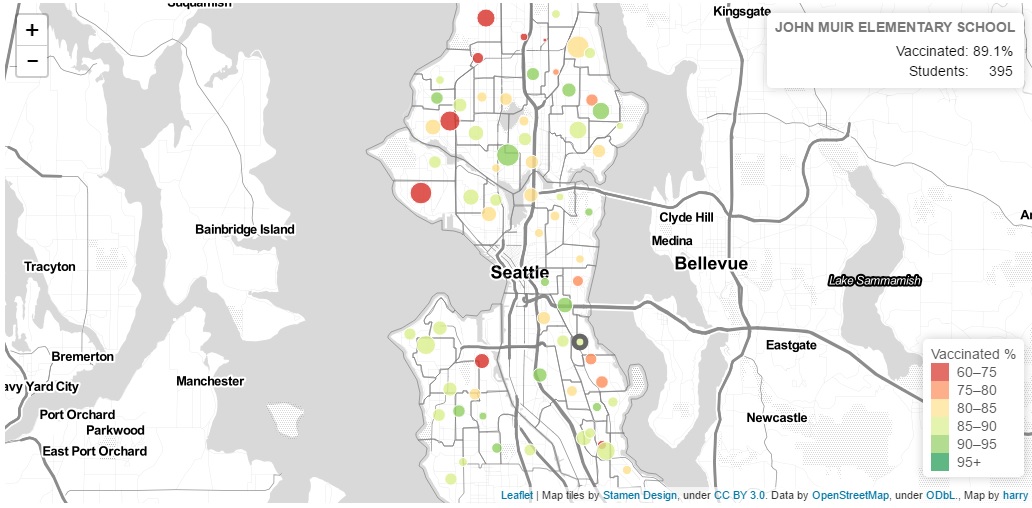 Suquamish
Kingsgate
+
−
JOHN MUIR ELEMENTARY SCHOOL
Vaccinated: 89.1%
Students: 395
Clyde Hill
Bainbridge Island
Medina
Tracyton
Seattle
Bellevue
Lake Sammamish
Eastgate
Bremerton
Manchester
avy Yard City
Port Orchard
Parkwood
East Port Orchard
Newcastle
Vaccinated %
60–75
75–80
80–85
85–90
90–95
95+
Leaflet | Map tiles by Stamen Design, under CC BY 3.0. Data by OpenStreetMap, under ODbL., Map by harry